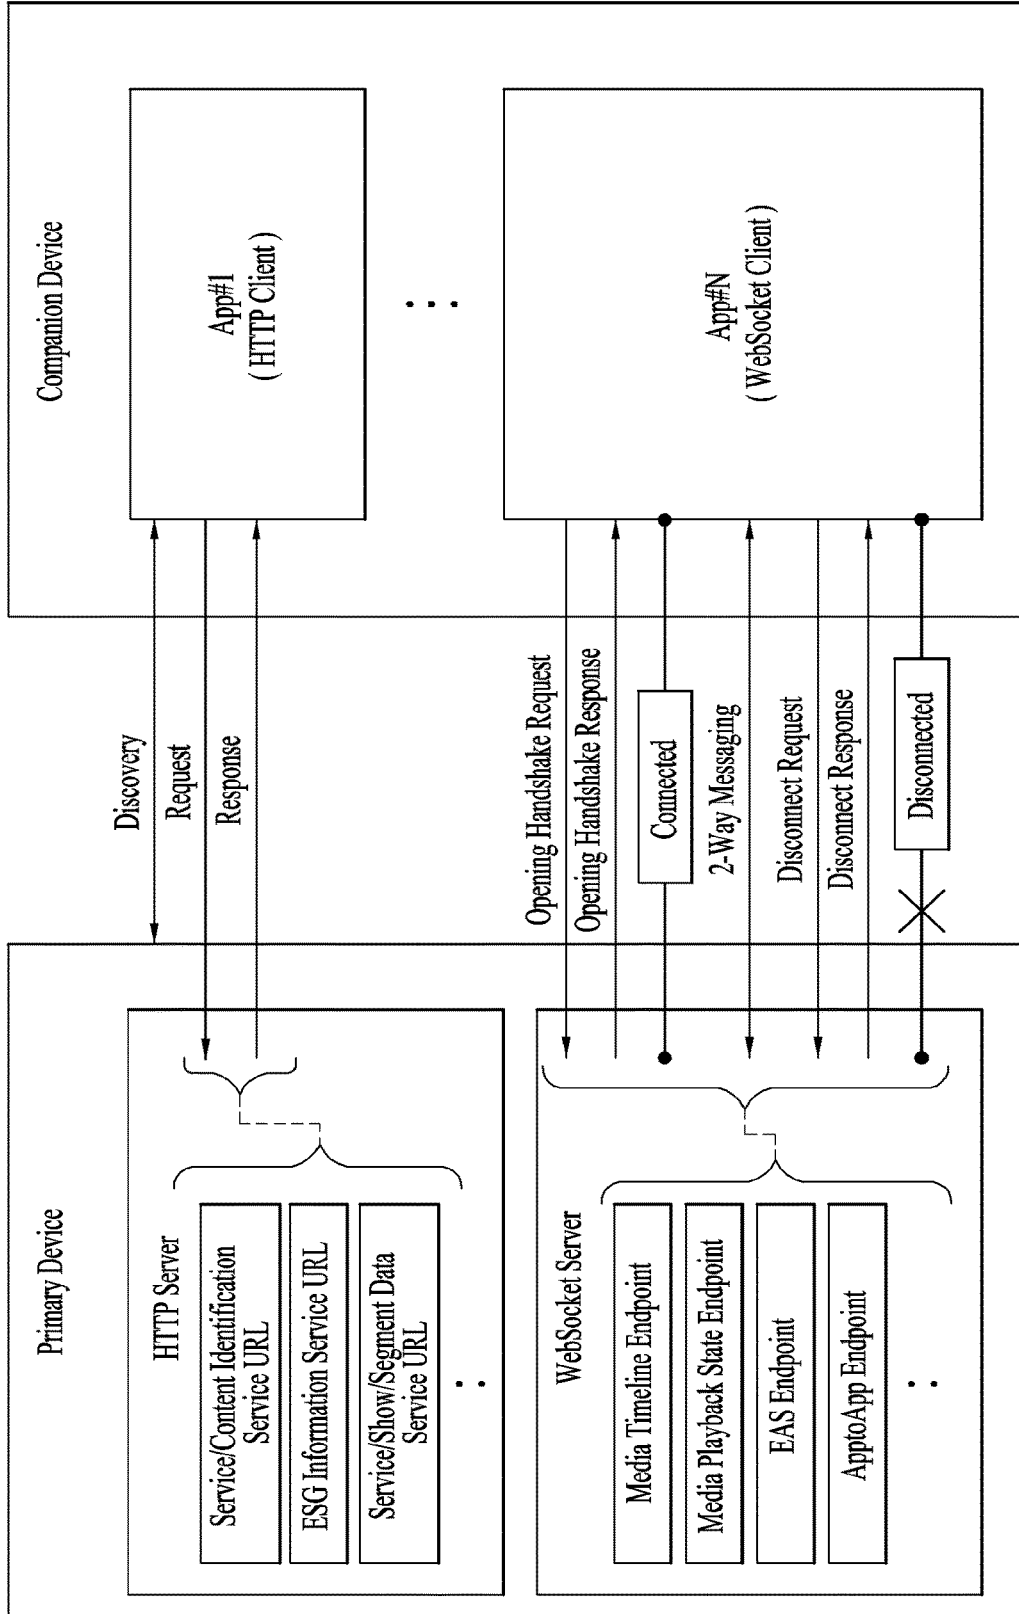 Primary Device
HTTP Server
Service/Content Identification
Service URL
ESG Information Service URL
Service/Show/Segment Data
Service URL
WebSocket Server
Media Timeline Endpoint
Media Playback State Endpoint
EAS Endpoint
ApptoApp Endpoint
Discovery
Request
Response
Opening Handshake Request
Opening Handshake Response
Connected
2-Way Messaging
Disconnect Request
Disconnect Response
Disconnected
Companion Device
App#1
( HTTP Client )
App#N
( WebSocket Client )